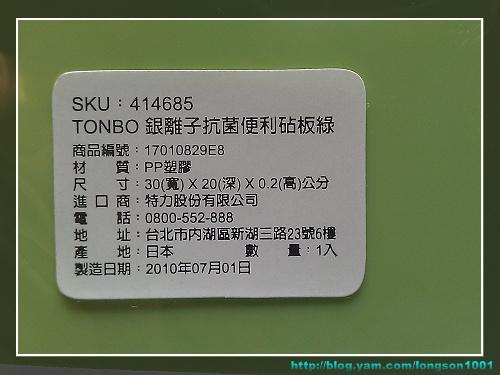 SKU：414685
TONBO 銀離子抗菌便利砧板綠
商品編號：17010829E8
材　　質：PP塑膠
尺　　寸：30(寬) X 20(深) X 0.2(高)公分
進 口 商：特力股份有限公司
電　　話：0800-552-888
地　　址：台北市內湖區新湖三路23號6樓
產　　地：日本　　數　　量：1入
製造日期：2010年07月01日
http://blog.yam.com/longson1001